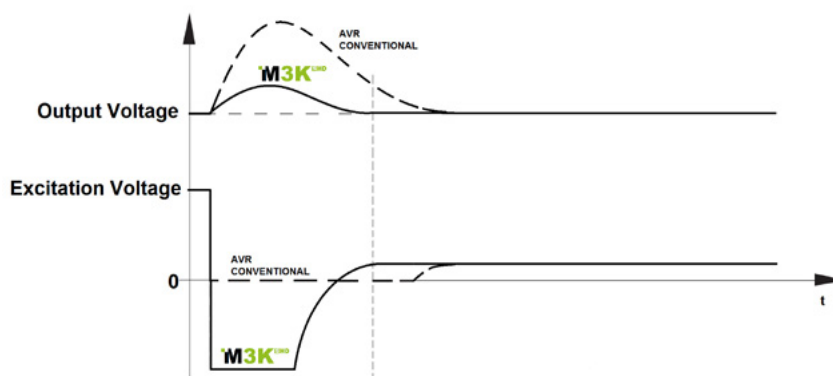 AVR
CONVENTIONAL
M3K
Output Voltage
Excitation Voltage
AVR
CONVENTIONAL
0
t
M3K